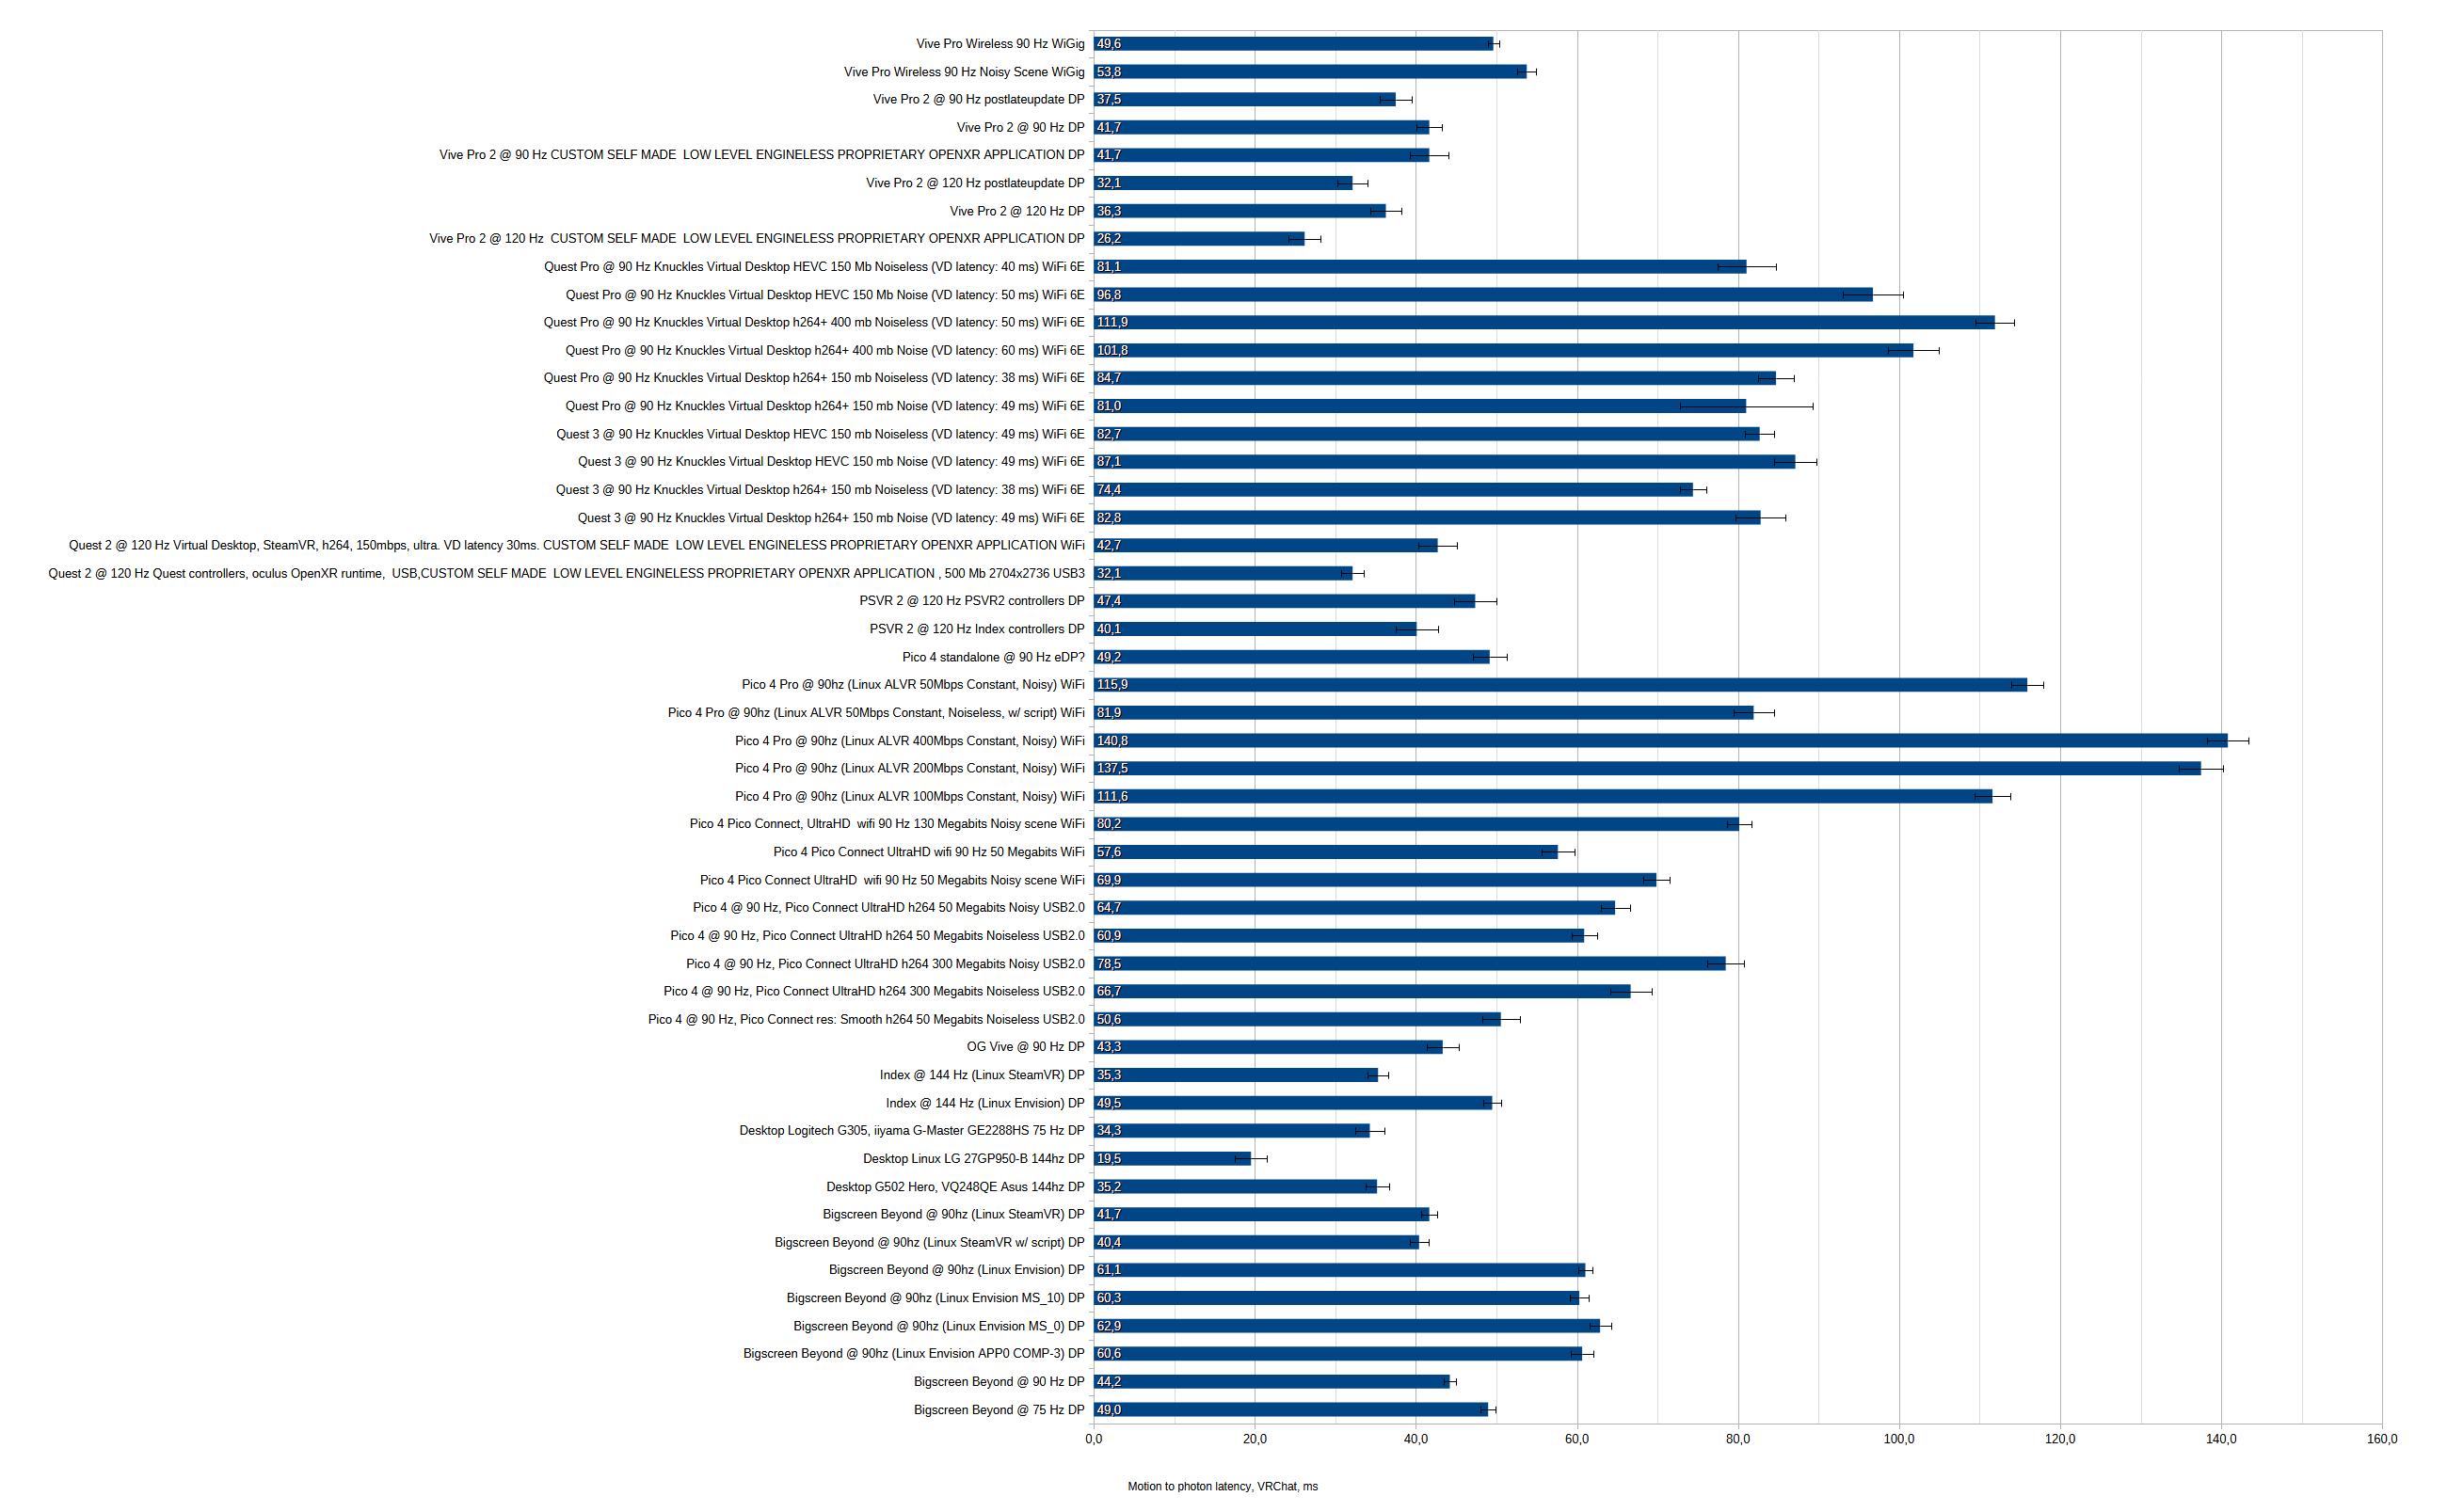 Vive Pro Wireless 90 Hz WiGig 49,6
Vive Pro Wireless 90 Hz Noisy Scene WiGig 53,8
Vive Pro 2 @ 90 Hz postlateupdate DP 37,5
Vive Pro 2 @ 90 Hz DP 41,7
Vive Pro 2 @ 90 Hz CUSTOM SELF MADE  LOW LEVEL ENGINELESS PROPRIETARY OPENXR APPLICATION DP 41,7
Vive Pro 2 @ 120 Hz postlateupdate DP 32,1
Vive Pro 2 @ 120 Hz DP 36,3
Vive Pro 2 @ 120 Hz  CUSTOM SELF MADE  LOW LEVEL ENGINELESS PROPRIETARY OPENXR APPLICATION DP 26,2
Quest Pro @ 90 Hz Knuckles Virtual Desktop HEVC 150 Mb Noiseless (VD latency: 40 ms) WiFi 6E 81,1
Quest Pro @ 90 Hz Knuckles Virtual Desktop HEVC 150 Mb Noise (VD latency: 50 ms) WiFi 6E 96,8
Quest Pro @ 90 Hz Knuckles Virtual Desktop h264+ 400 mb Noiseless (VD latency: 50 ms) WiFi 6E 111,9
Quest Pro @ 90 Hz Knuckles Virtual Desktop h264+ 400 mb Noise (VD latency: 60 ms) WiFi 6E 101,8
Quest Pro @ 90 Hz Knuckles Virtual Desktop h264+ 150 mb Noiseless (VD latency: 38 ms) WiFi 6E 84,7
Quest Pro @ 90 Hz Knuckles Virtual Desktop h264+ 150 mb Noise (VD latency: 49 ms) WiFi 6E 81,0
Quest 3 @ 90 Hz Knuckles Virtual Desktop HEVC 150 mb Noiseless (VD latency: 49 ms) WiFi 6E 82,7
Quest 3 @ 90 Hz Knuckles Virtual Desktop HEVC 150 mb Noise (VD latency: 49 ms) WiFi 6E 87,1
Quest 3 @ 90 Hz Knuckles Virtual Desktop h264+ 150 mb Noiseless (VD latency: 38 ms) WiFi 6E 74,4
Quest 3 @ 90 Hz Knuckles Virtual Desktop h264+ 150 mb Noise (VD latency: 49 ms) WiFi 6E 82,8
Quest 2 @ 120 Hz Virtual Desktop, SteamVR, h264, 150mbps, ultra. VD latency 30ms. CUSTOM SELF MADE  LOW LEVEL ENGINELESS PROPRIETARY OPENXR APPLICATION WiFi 42,7
Quest 2 @ 120 Hz Quest controllers, oculus OpenXR runtime,  USB,CUSTOM SELF MADE  LOW LEVEL ENGINELESS PROPRIETARY OPENXR APPLICATION , 500 Mb 2704x2736 USB3 32,1
PSVR 2 @ 120 Hz PSVR2 controllers DP 47,4
PSVR 2 @ 120 Hz Index controllers DP 40,1
Pico 4 standalone @ 90 Hz eDP? 49,2
Pico 4 Pro @ 90hz (Linux ALVR 50Mbps Constant, Noisy) WiFi 115,9
Pico 4 Pro @ 90hz (Linux ALVR 50Mbps Constant, Noiseless, w/ script) WiFi 81,9
Pico 4 Pro @ 90hz (Linux ALVR 400Mbps Constant, Noisy) WiFi 140,8
Pico 4 Pro @ 90hz (Linux ALVR 200Mbps Constant, Noisy) WiFi 137,5
Pico 4 Pro @ 90hz (Linux ALVR 100Mbps Constant, Noisy) WiFi 111,6
Pico 4 Pico Connect, UltraHD  wifi 90 Hz 130 Megabits Noisy scene WiFi 80,2
Pico 4 Pico Connect UltraHD wifi 90 Hz 50 Megabits WiFi 57,6
Pico 4 Pico Connect UltraHD  wifi 90 Hz 50 Megabits Noisy scene WiFi 69,9
Pico 4 @ 90 Hz, Pico Connect UltraHD h264 50 Megabits Noisy USB2.0 64,7
Pico 4 @ 90 Hz, Pico Connect UltraHD h264 50 Megabits Noiseless USB2.0 60,9
Pico 4 @ 90 Hz, Pico Connect UltraHD h264 300 Megabits Noisy USB2.0 78,5
Pico 4 @ 90 Hz, Pico Connect UltraHD h264 300 Megabits Noiseless USB2.0 66,7
Pico 4 @ 90 Hz, Pico Connect res: Smooth h264 50 Megabits Noiseless USB2.0 50,6
OG Vive @ 90 Hz DP 43,3
Index @ 144 Hz (Linux SteamVR) DP 35,3
Index @ 144 Hz (Linux Envision) DP 49,5
Desktop Logitech G305, iiyama G-Master GE2288HS 75 Hz DP 34,3
Desktop Linux LG 27GP950-B 144hz DP 19,5
Desktop G502 Hero, VQ248QE Asus 144hz DP 35,2
Bigscreen Beyond @ 90hz (Linux SteamVR) DP 41,7
Bigscreen Beyond @ 90hz (Linux SteamVR w/ script) DP 40,4
Bigscreen Beyond @ 90hz (Linux Envision) DP 61,1
Bigscreen Beyond @ 90hz (Linux Envision MS_10) DP 60,3
Bigscreen Beyond @ 90hz (Linux Envision MS_0) DP 62,9
Bigscreen Beyond @ 90hz (Linux Envision APP0 COMP-3) DP 60,6
Bigscreen Beyond @ 90 Hz DP 44,2
Bigscreen Beyond @ 75 Hz DP 49,0
0,0 20,0 40,0 60,0 80,0 100,0 120,0 140,0 160,0
Motion to photon latency, VRChat, ms